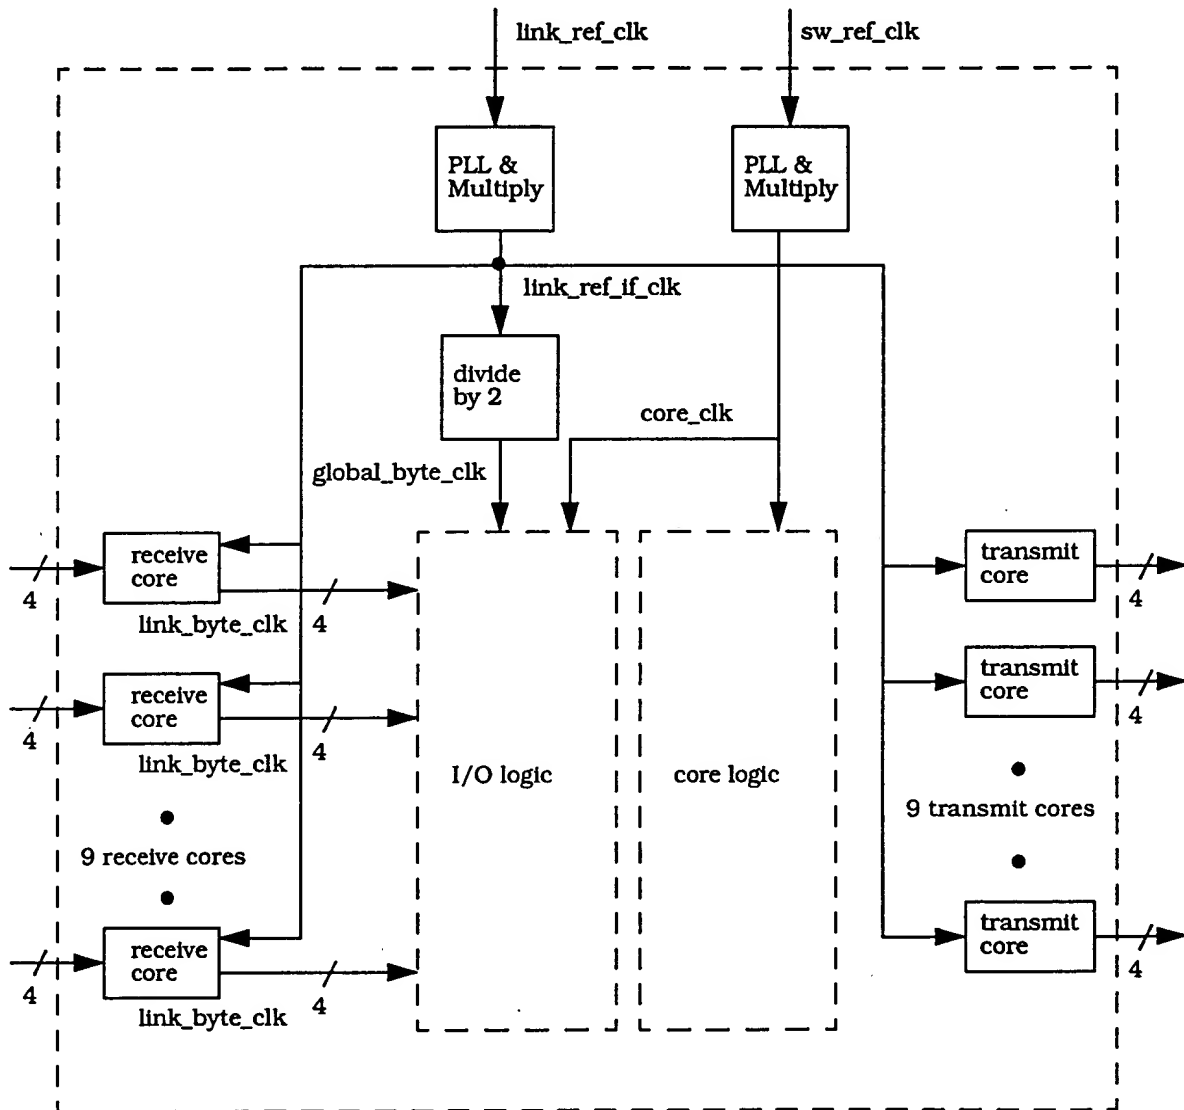 link_ref_clk
sw_ref_clk
PLL &
Multiply
PLL &
Multiply
link_ref_if_clk
divide
by 2
core_clk
global_byte_clk
receive
core
4
link_byte_clk
4
transmit
core
4
receive
core
4
link_byte_clk
4
transmit
core
4
I/O logic
core logic
9 receive cores
9 transmit cores
receive
core
4
link_byte_clk
4
transmit
core
4